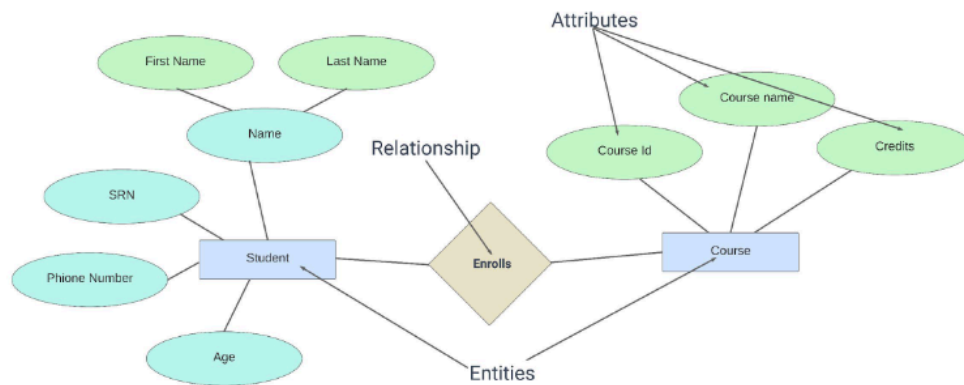 Attributes
First Name
Last Name
Course name
Name
Relationship
Course Id
Credits
SRN
Student
Enrolls
Course
Phione Number
Age
Entities